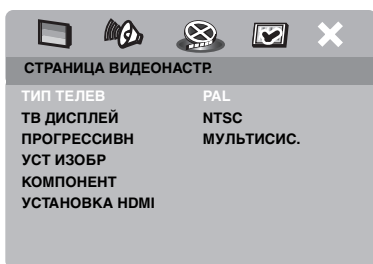 СТРАНИЦА ВИДЕОНАСТР.
ТИП ТЕЛЕВ PAL
ТВ ДИСПЛЕЙ NTSC
ПРОГРЕССИВН МУЛЬТИСИС.
УСТ ИЗОБР
КОМПОНЕНТ
УСТАНОВКА HDMI